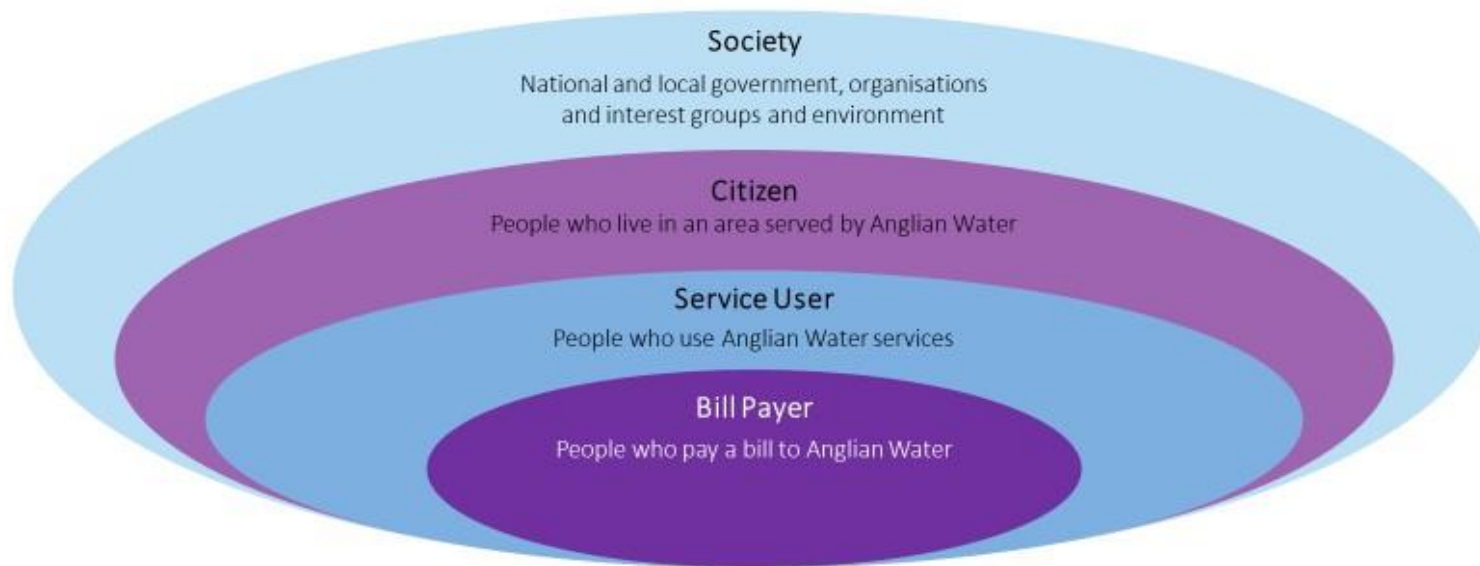 Society
National and local government, organisations
and interest groups and environment
Citizen
People who live in an area served by Anglian Water
Service User
People who use Anglian Water services
Bill Payer
People who pay a bill to Anglian Water